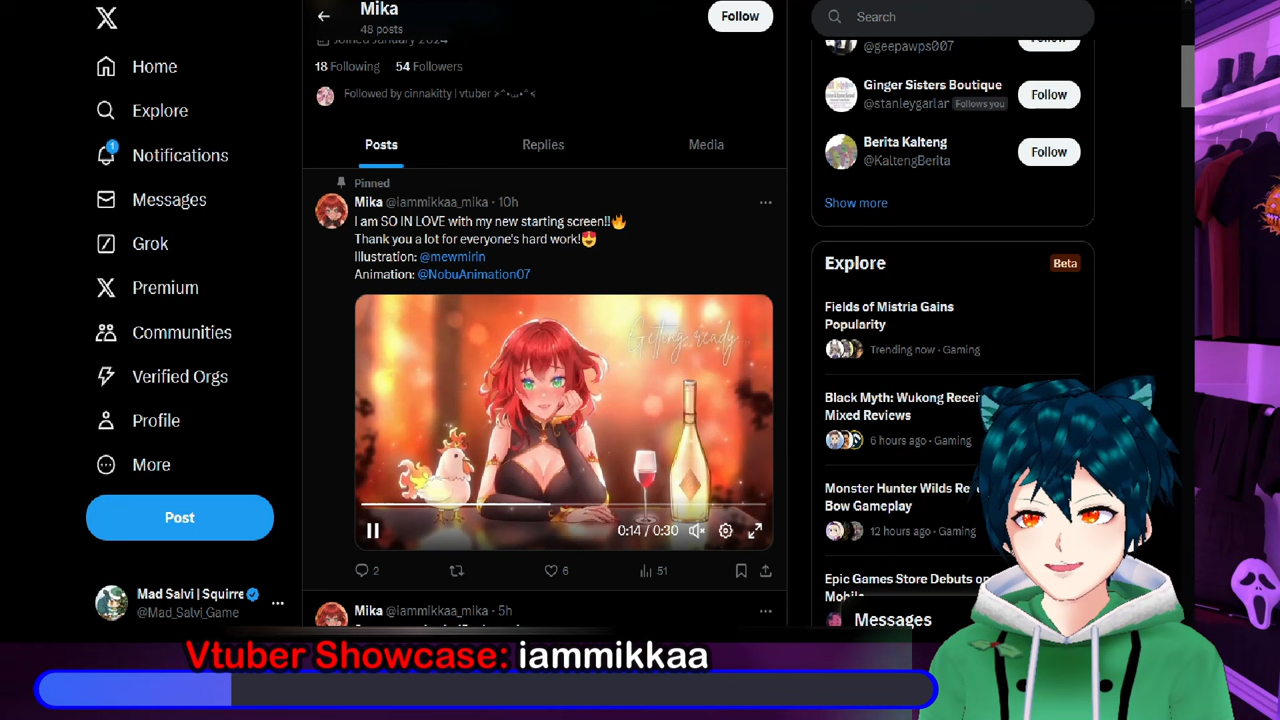 Home
Explore
1
Notifications
Messages
Grok
Premium
Communities
Verified Orgs
Profile
More
Post
Mad Salvi | Squirre
@Mad_Salvi_Game
Mika
48 posts
Follow
Joined January 2024
18 Following 54 Followers
Followed by cinnakitty | vtuber
Posts Replies Media
Pinned
Mika @iammikkaa_mika · 10h
I am SO IN LOVE with my new starting screen!!🔥
Thank you a lot for everyone's hard work!😍
Illustration: @mewmirin
Animation: @NobuAnimation07
Getting ready...
0:14 / 0:30
2 6 51
Mika @iammikkaa_mika · 5h
Search
@geepawps007
Follow
Ginger Sisters Boutique
@stanleygarlar Follows you
Follow
Berita Kalteng
@KaltengBerita
Follow
Show more
Explore Beta
Fields of Mistria Gains
Popularity
Trending now · Gaming
Black Myth: Wukong Recei
Mixed Reviews
6 hours ago · Gaming
Monster Hunter Wilds Re
Bow Gameplay
12 hours ago · Gaming
Epic Games Store Debuts on
Mobile
Messages
Vtuber Showcase: iammikkaa